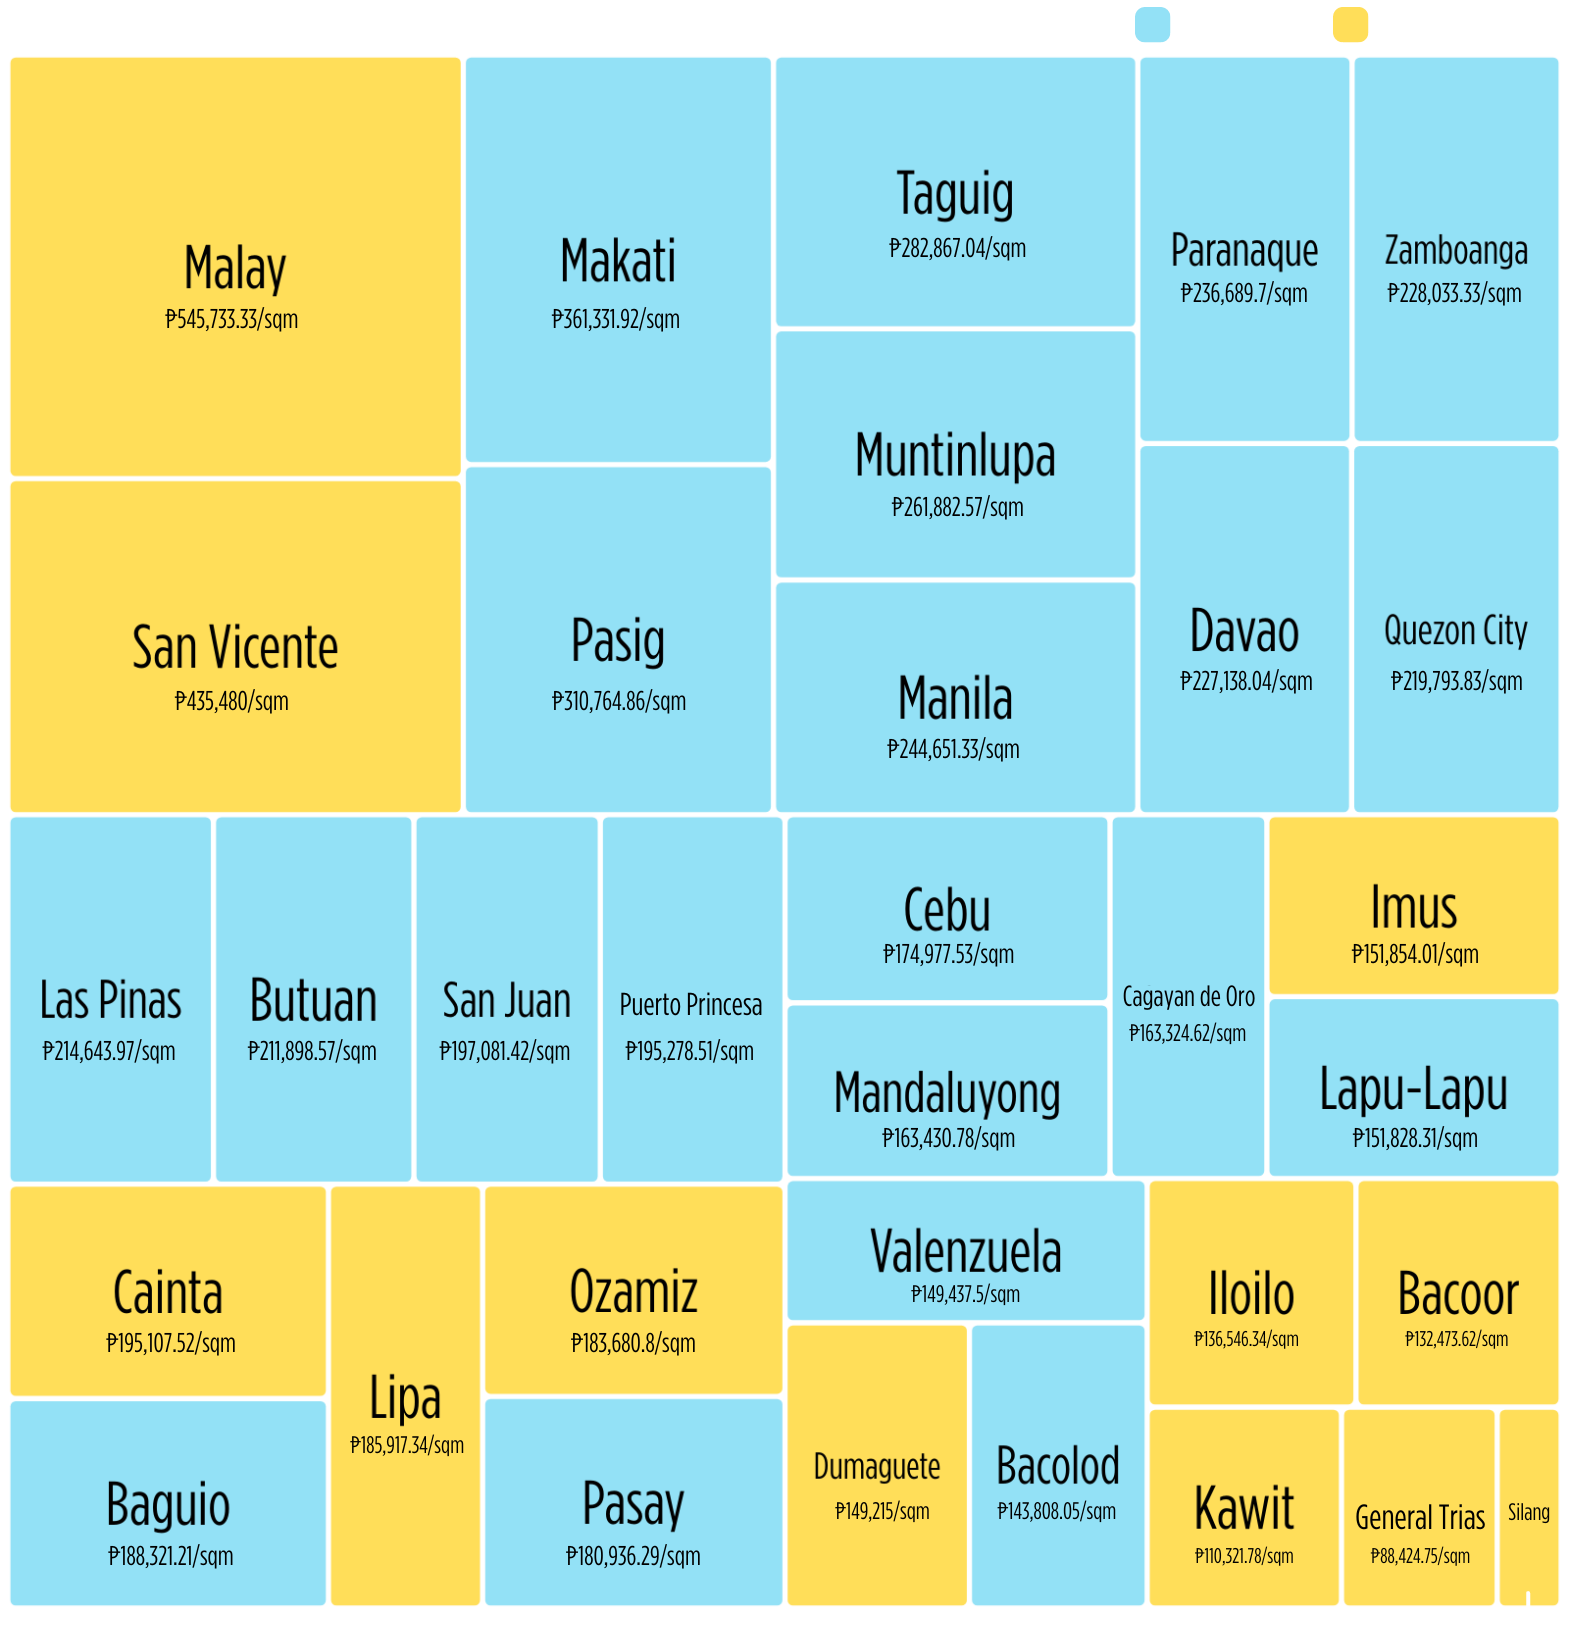 Malay
₱545,733.33/sqm
Makati
₱361,331.92/sqm
Taguig
₱282,867.04/sqm
Paranaque
₱236,689.7/sqm
Zamboanga
₱228,033.33/sqm
Muntinlupa
₱261,882.57/sqm
San Vicente
₱435,480/sqm
Pasig
₱310,764.86/sqm
Manila
₱244,651.33/sqm
Davao
₱227,138.04/sqm
Quezon City
₱219,793.83/sqm
Las Pinas
₱214,643.97/sqm
Butuan
₱211,898.57/sqm
San Juan
₱197,081.42/sqm
Puerto Princesa
₱195,278.51/sqm
Cebu
₱174,977.53/sqm
Mandaluyong
₱163,430.78/sqm
Cagayan de Oro
₱163,324.62/sqm
Imus
₱151,854.01/sqm
Lapu-Lapu
₱151,828.31/sqm
Cainta
₱195,107.52/sqm
Baguio
₱188,321.21/sqm
Lipa
₱185,917.34/sqm
Ozamiz
₱183,680.8/sqm
Pasay
₱180,936.29/sqm
Valenzuela
₱149,437.5/sqm
Dumaguete
₱149,215/sqm
Bacolod
₱143,808.05/sqm
Iloilo
₱136,546.34/sqm
Bacoor
₱132,473.62/sqm
Kawit
₱110,321.78/sqm
General Trias
₱88,424.75/sqm
Silang